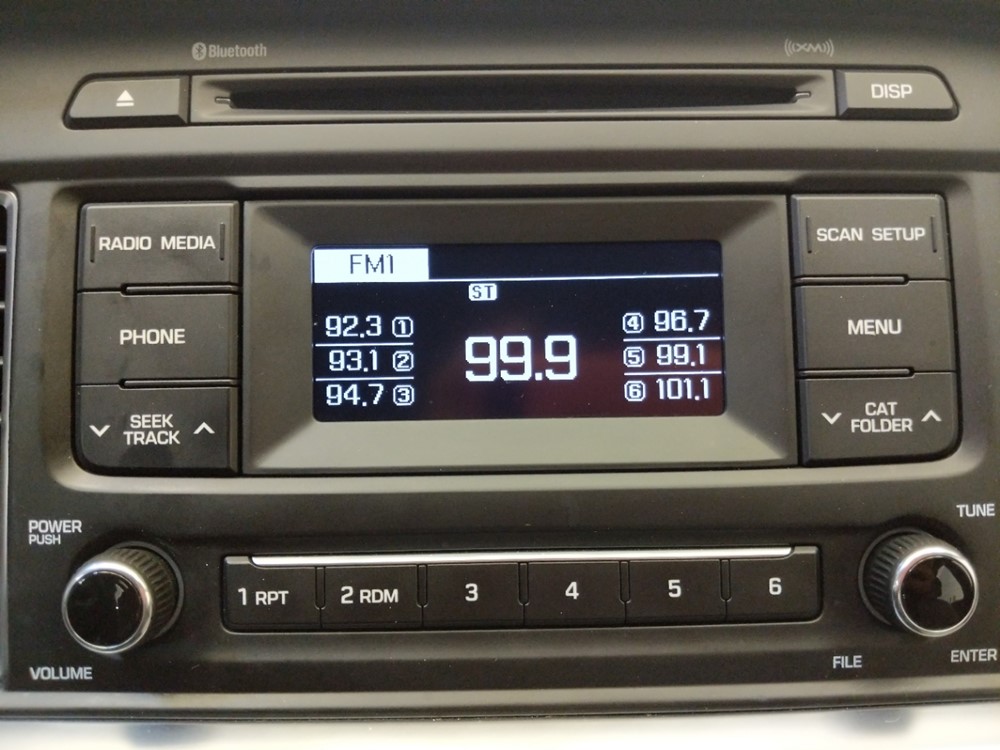 Bluetooth
XM
DISP
RADIO MEDIA
SCAN SETUP
FM1
ST
PHONE
92.3 1
93.1 2
94.7 3
99.9
4 96.7
5 99.1
6 101.1
MENU
SEEK
TRACK
CAT
FOLDER
POWER
PUSH
TUNE
1 RPT
2 RDM
3
4
5
6
VOLUME
FILE
ENTER